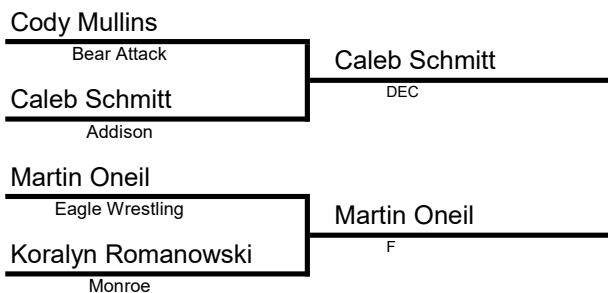 Cody Mullins
Bear Attack
Caleb Schmitt
Addison
Caleb Schmitt
DEC
Martin Oneil
Eagle Wrestling
Koralyn Romanowski
Monroe
Martin Oneil
F